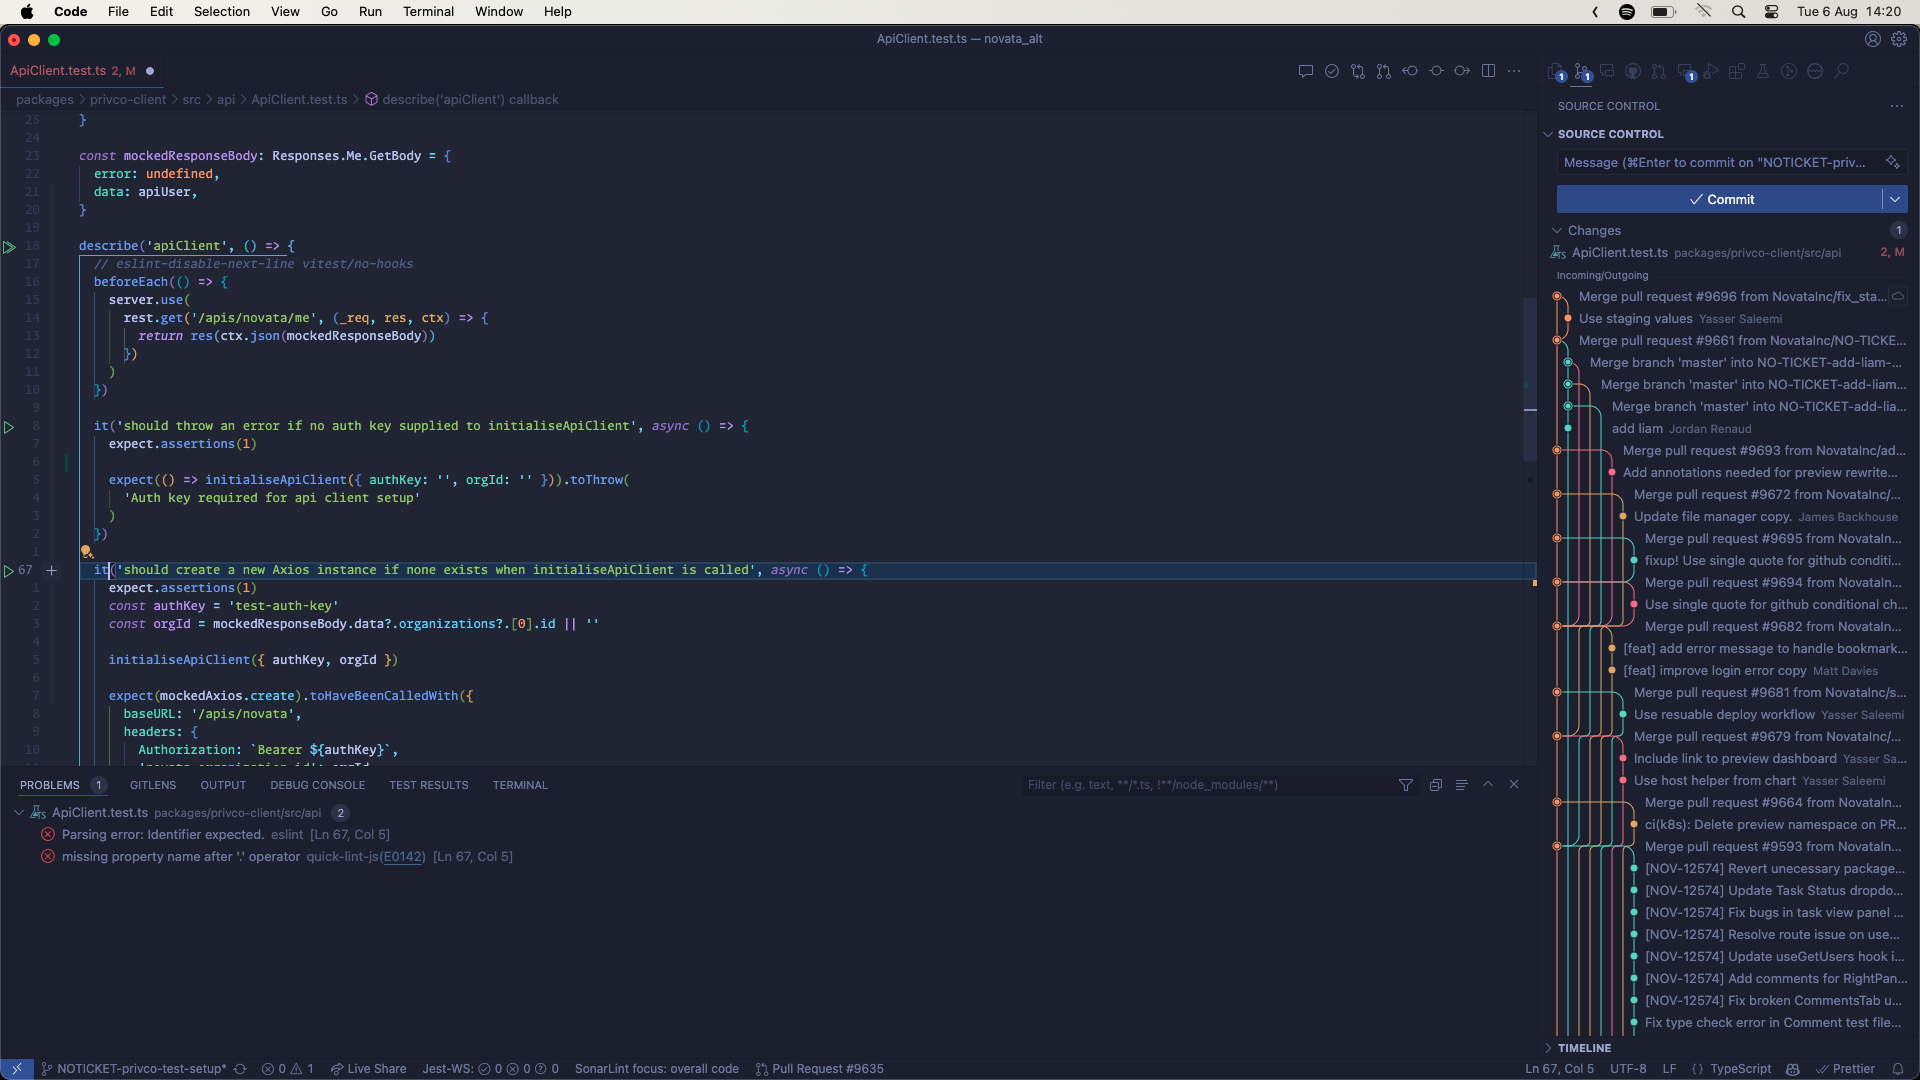 Code File Edit Selection View Go Run Terminal Window Help
Tue 6 Aug 14:20
ApiClient.test.ts — novata_alt
ApiClient.test.ts 2, M
packages > privco-client > src > api > ApiClient.test.ts > describe('apiClient') callback
25 }
24
23 const mockedResponseBody: Responses.Me.GetBody = {
22 error: undefined,
21 data: apiUser,
20 }
19
18 describe('apiClient', () => {
17 // eslint-disable-next-line vitest/no-hooks
16 beforeEach(() => {
15 server.use(
14 rest.get('/apis/novata/me', (_req, res, ctx) => {
13 return res(ctx.json(mockedResponseBody))
12 })
11 )
10 })
9
8 it('should throw an error if no auth key supplied to initialiseApiClient', async () => {
7 expect.assertions(1)
6
5 expect(() => initialiseApiClient({ authKey: '', orgId: '' })).toThrow(
4 'Auth key required for api client setup'
3 )
2 })
1
67 it('should create a new Axios instance if none exists when initialiseApiClient is called', async () => {
1 expect.assertions(1)
2 const authKey = 'test-auth-key'
3 const orgId = mockedResponseBody.data?.organizations?.[0].id || ''
4
5 initialiseApiClient({ authKey, orgId })
6
7 expect(mockedAxios.create).toHaveBeenCalledWith({
8 baseURL: '/apis/novata',
9 headers: {
10 Authorization: `Bearer ${authKey}`,
PROBLEMS 1 GITLENS OUTPUT DEBUG CONSOLE TEST RESULTS TERMINAL
Filter (e.g. text, **/*.ts, !**/node_modules/**)
ApiClient.test.ts packages/privco-client/src/api 2
Parsing error: Identifier expected. eslint [Ln 67, Col 5]
missing property name after '.' operator quick-lint-js(E0142) [Ln 67, Col 5]
1 1 1
SOURCE CONTROL
SOURCE CONTROL
Message (⌘Enter to commit on "NOTICKET-priv...
Commit
Changes 1
ApiClient.test.ts packages/privco-client/src/api 2, M
Incoming/Outgoing
Merge pull request #9696 from NovataInc/fix_sta...
Use staging values Yasser Saleemi
Merge pull request #9661 from NovataInc/NO-TICKE...
Merge branch 'master' into NO-TICKET-add-liam-...
Merge branch 'master' into NO-TICKET-add-liam...
Merge branch 'master' into NO-TICKET-add-lia...
add liam Jordan Renaud
Merge pull request #9693 from NovataInc/ad...
Add annotations needed for preview rewrite...
Merge pull request #9672 from NovataInc/...
Update file manager copy. James Backhouse
Merge pull request #9695 from NovataIn...
fixup! Use single quote for github conditi...
Merge pull request #9694 from NovataIn...
Use single quote for github conditional ch...
Merge pull request #9682 from NovataIn...
[feat] add error message to handle bookmark...
[feat] improve login error copy Matt Davies
Merge pull request #9681 from NovataInc/s...
Use resuable deploy workflow Yasser Saleemi
Merge pull request #9679 from NovataInc/...
Include link to preview dashboard Yasser Sa...
Use host helper from chart Yasser Saleemi
Merge pull request #9664 from NovataIn...
ci(k8s): Delete preview namespace on PR...
Merge pull request #9593 from NovataIn...
[NOV-12574] Revert unecessary package...
[NOV-12574] Update Task Status dropdo...
[NOV-12574] Fix bugs in task view panel ...
[NOV-12574] Resolve route issue on use...
[NOV-12574] Update useGetUsers hook i...
[NOV-12574] Add comments for RightPan...
[NOV-12574] Fix broken CommentsTab u...
Fix type check error in Comment test file...
TIMELINE
NOTICKET-privco-test-setup* 0 1 Live Share Jest-WS: 0 0 0 SonarLint focus: overall code Pull Request #9635
Ln 67, Col 5 UTF-8 LF {} TypeScript Prettier